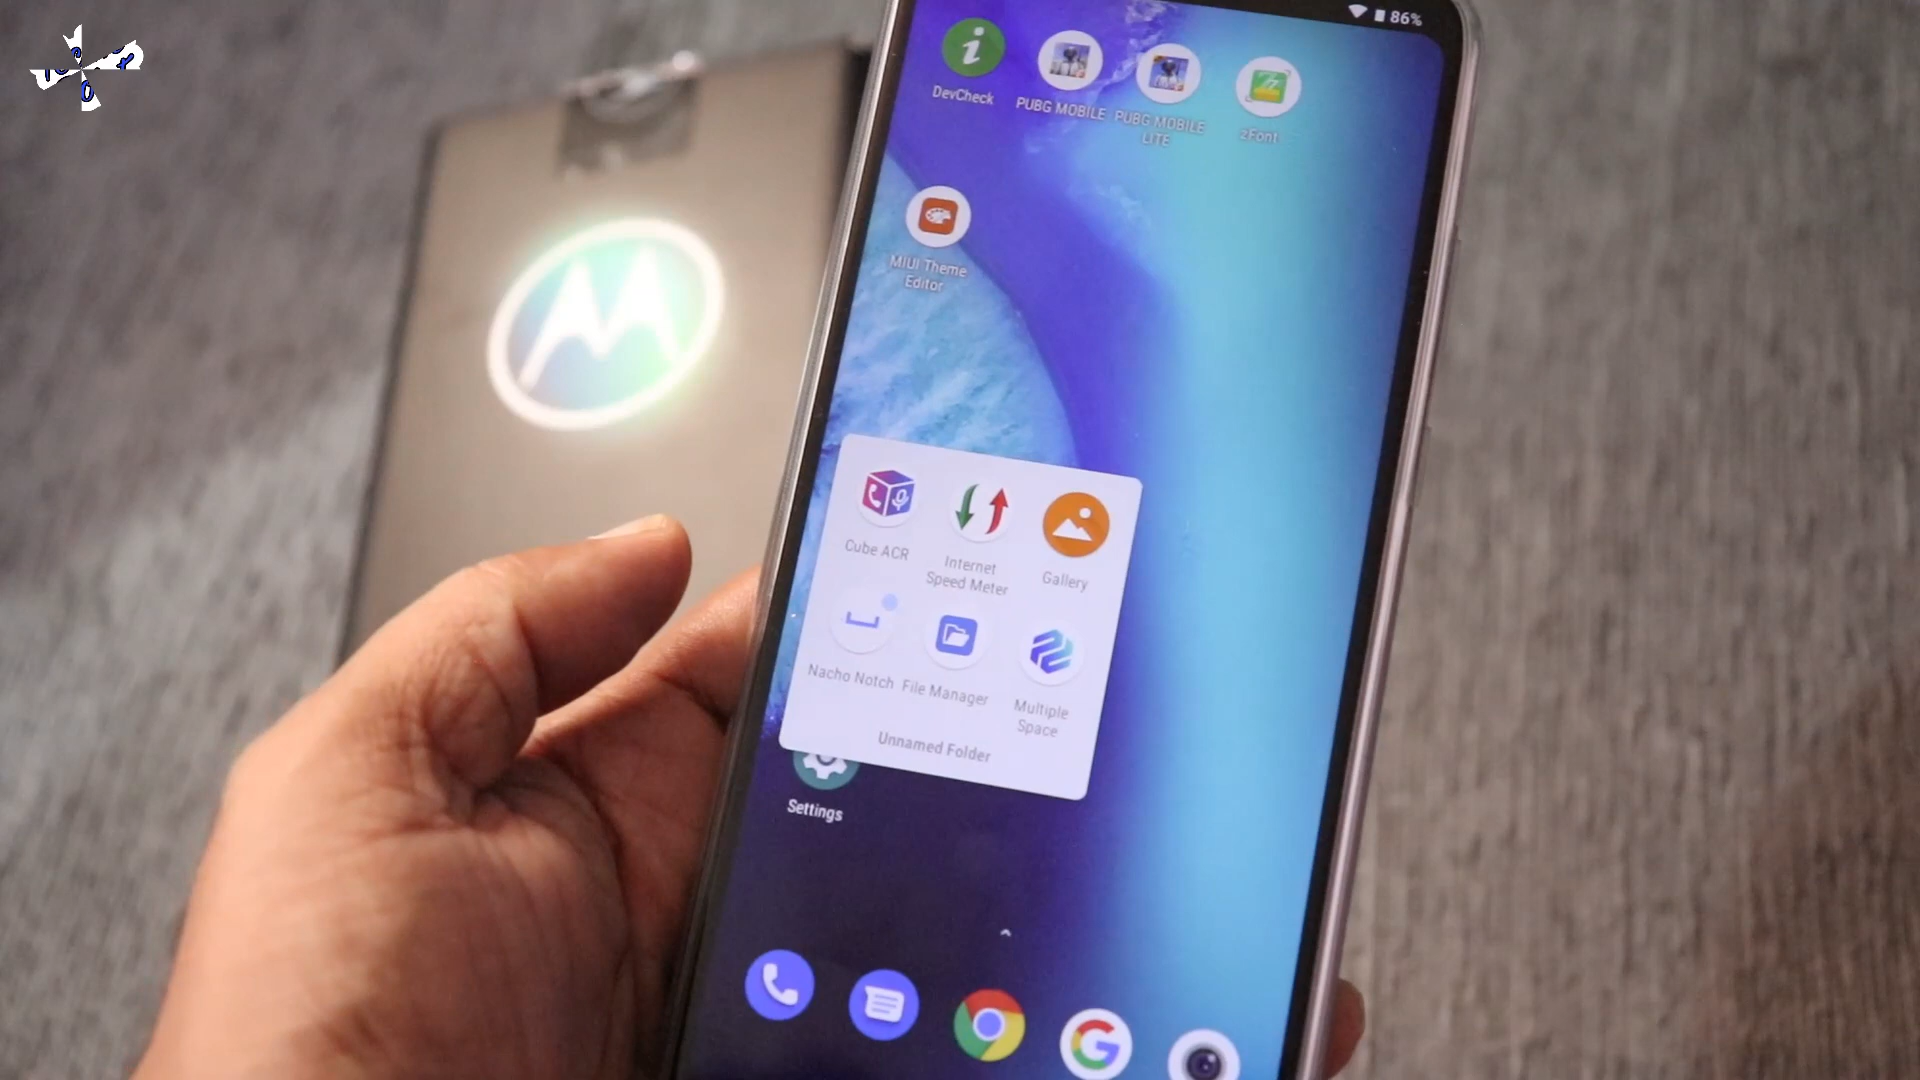 86%
DevCheck
PUBG MOBILE
PUBG MOBILE
LITE
zFont
MIUI Theme
Editor
Cube ACR
Internet
Speed Meter
Gallery
Nacho Notch
File Manager
Multiple
Space
Unnamed Folder
Settings